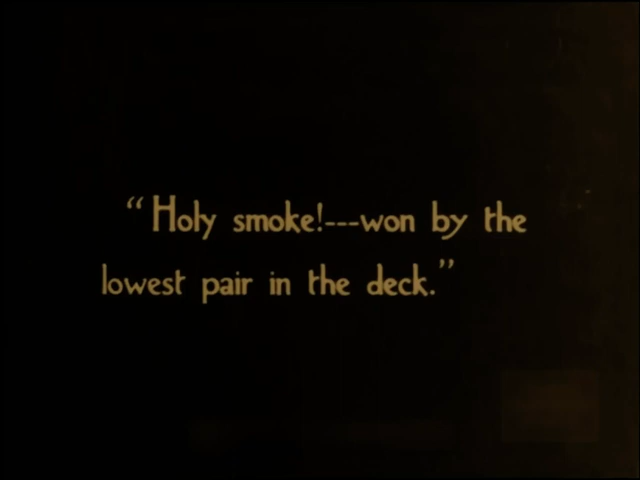 “Holy smoke!---won by the
lowest pair in the deck.”